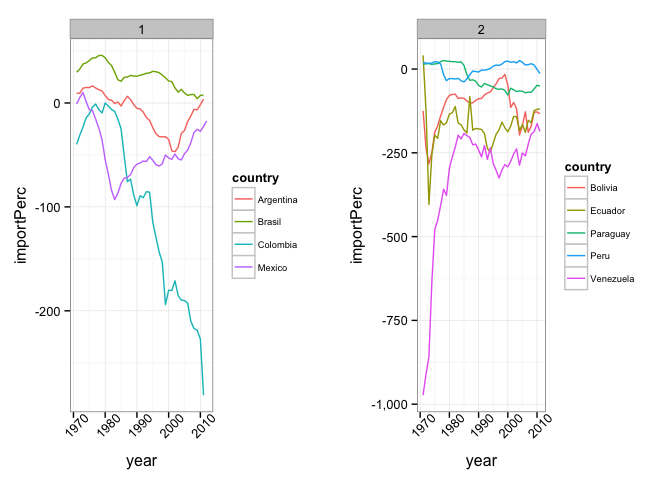 1
importPerc
0
-100
-200
1970
1980
1990
2000
2010
year
country
Argentina
Brasil
Colombia
Mexico
2
importPerc
0
-250
-500
-750
-1,000
1970
1980
1990
2000
2010
year
country
Bolivia
Ecuador
Paraguay
Peru
Venezuela